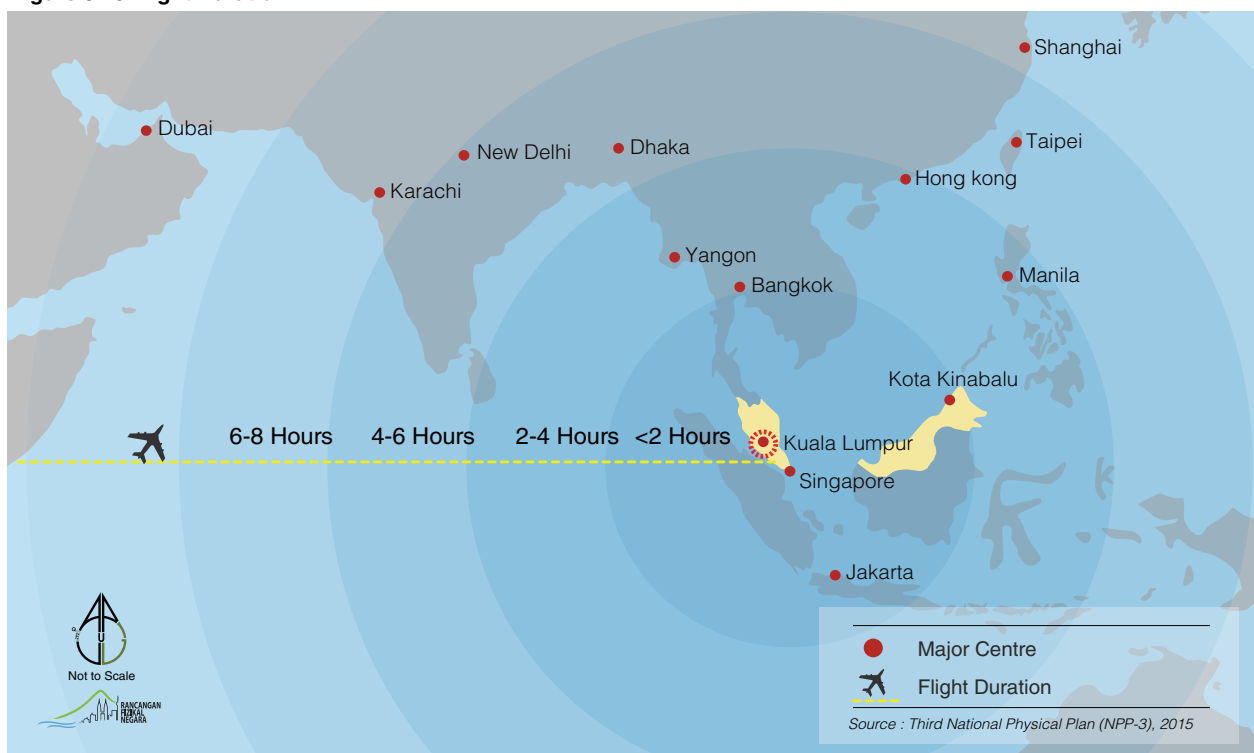 Shanghai
Dubai
Taipei
New Delhi
Dhaka
Hong kong
Karachi
Yangon
Manila
Bangkok
Kota Kinabalu
6-8 Hours
4-6 Hours
2-4 Hours
<2 Hours
Kuala Lumpur
Singapore
Jakarta
Not to Scale
RANCANGAN
FIZIKAL
NEGARA
Major Centre
Flight Duration
Source : Third National Physical Plan (NPP-3), 2015